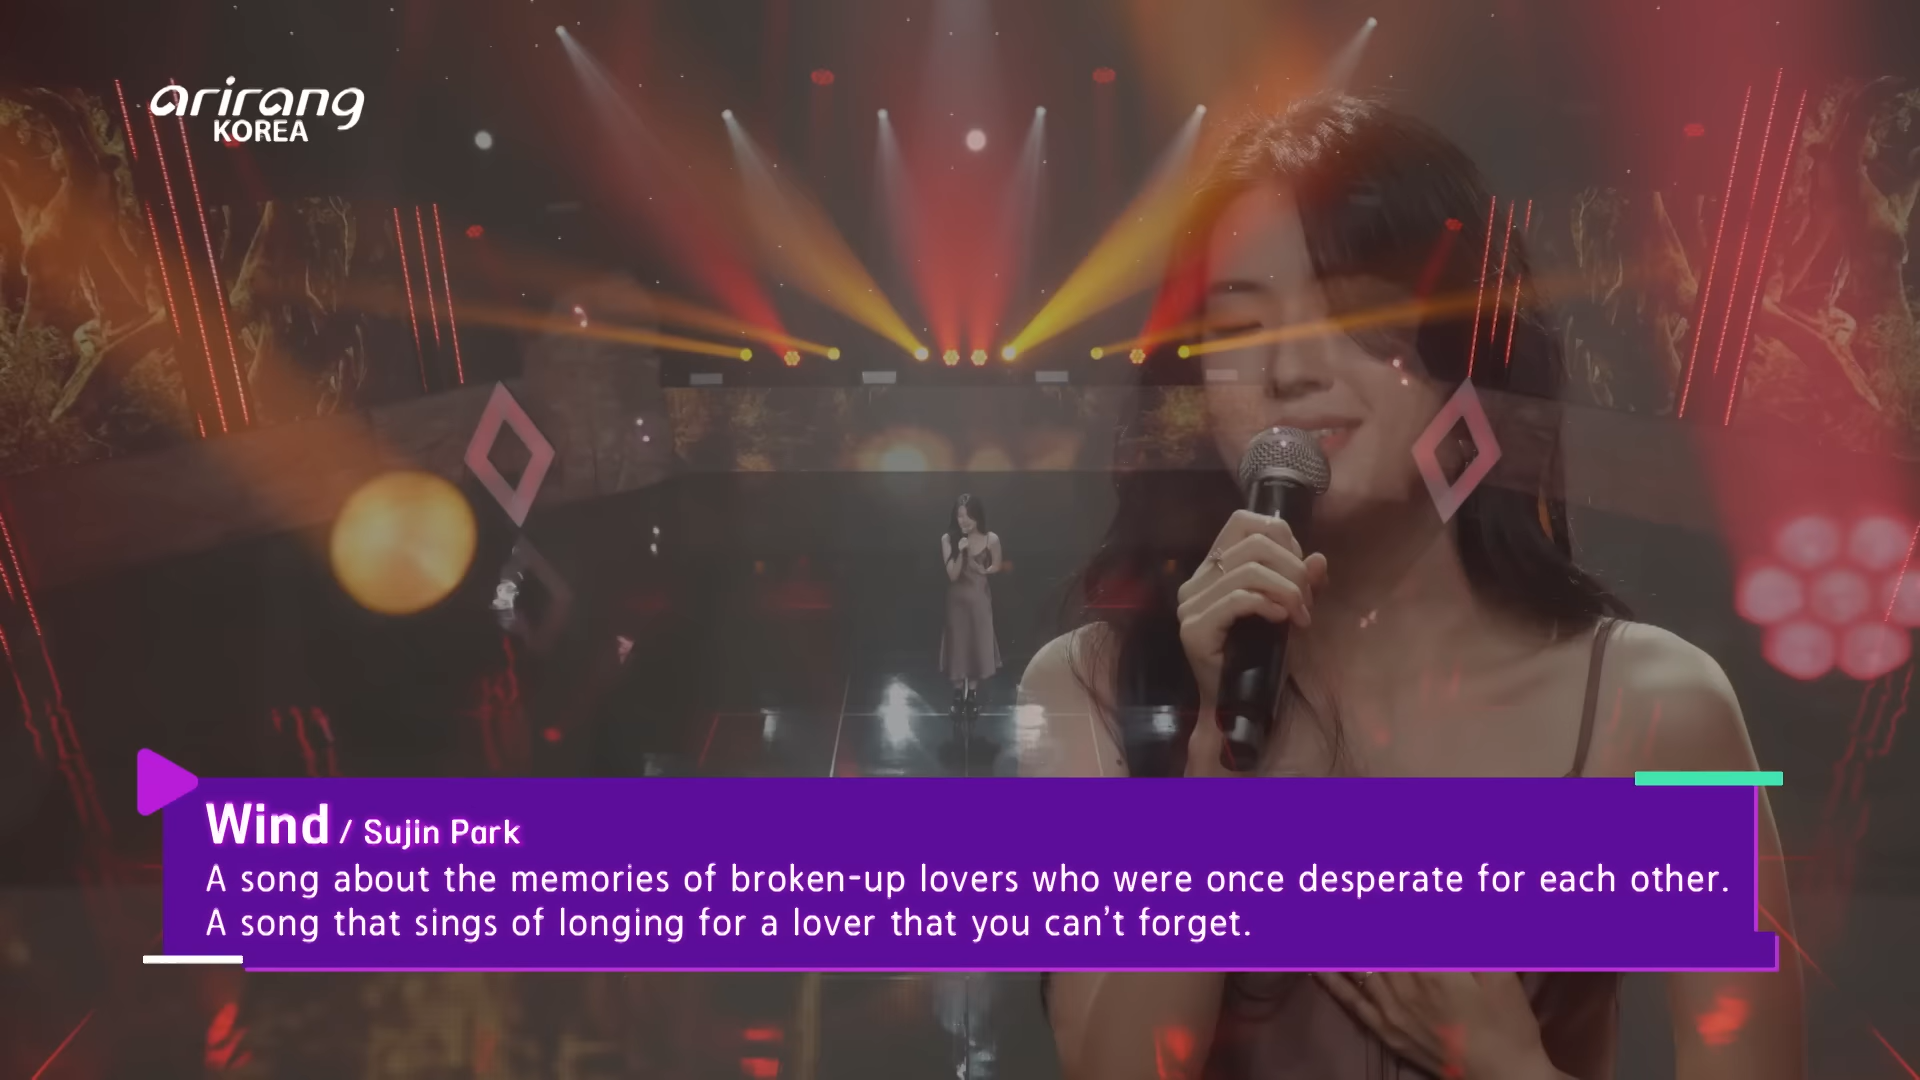 arirang
KOREA
Wind / Sujin Park
A song about the memories of broken-up lovers who were once desperate for each other.
A song that sings of longing for a lover that you can't forget.